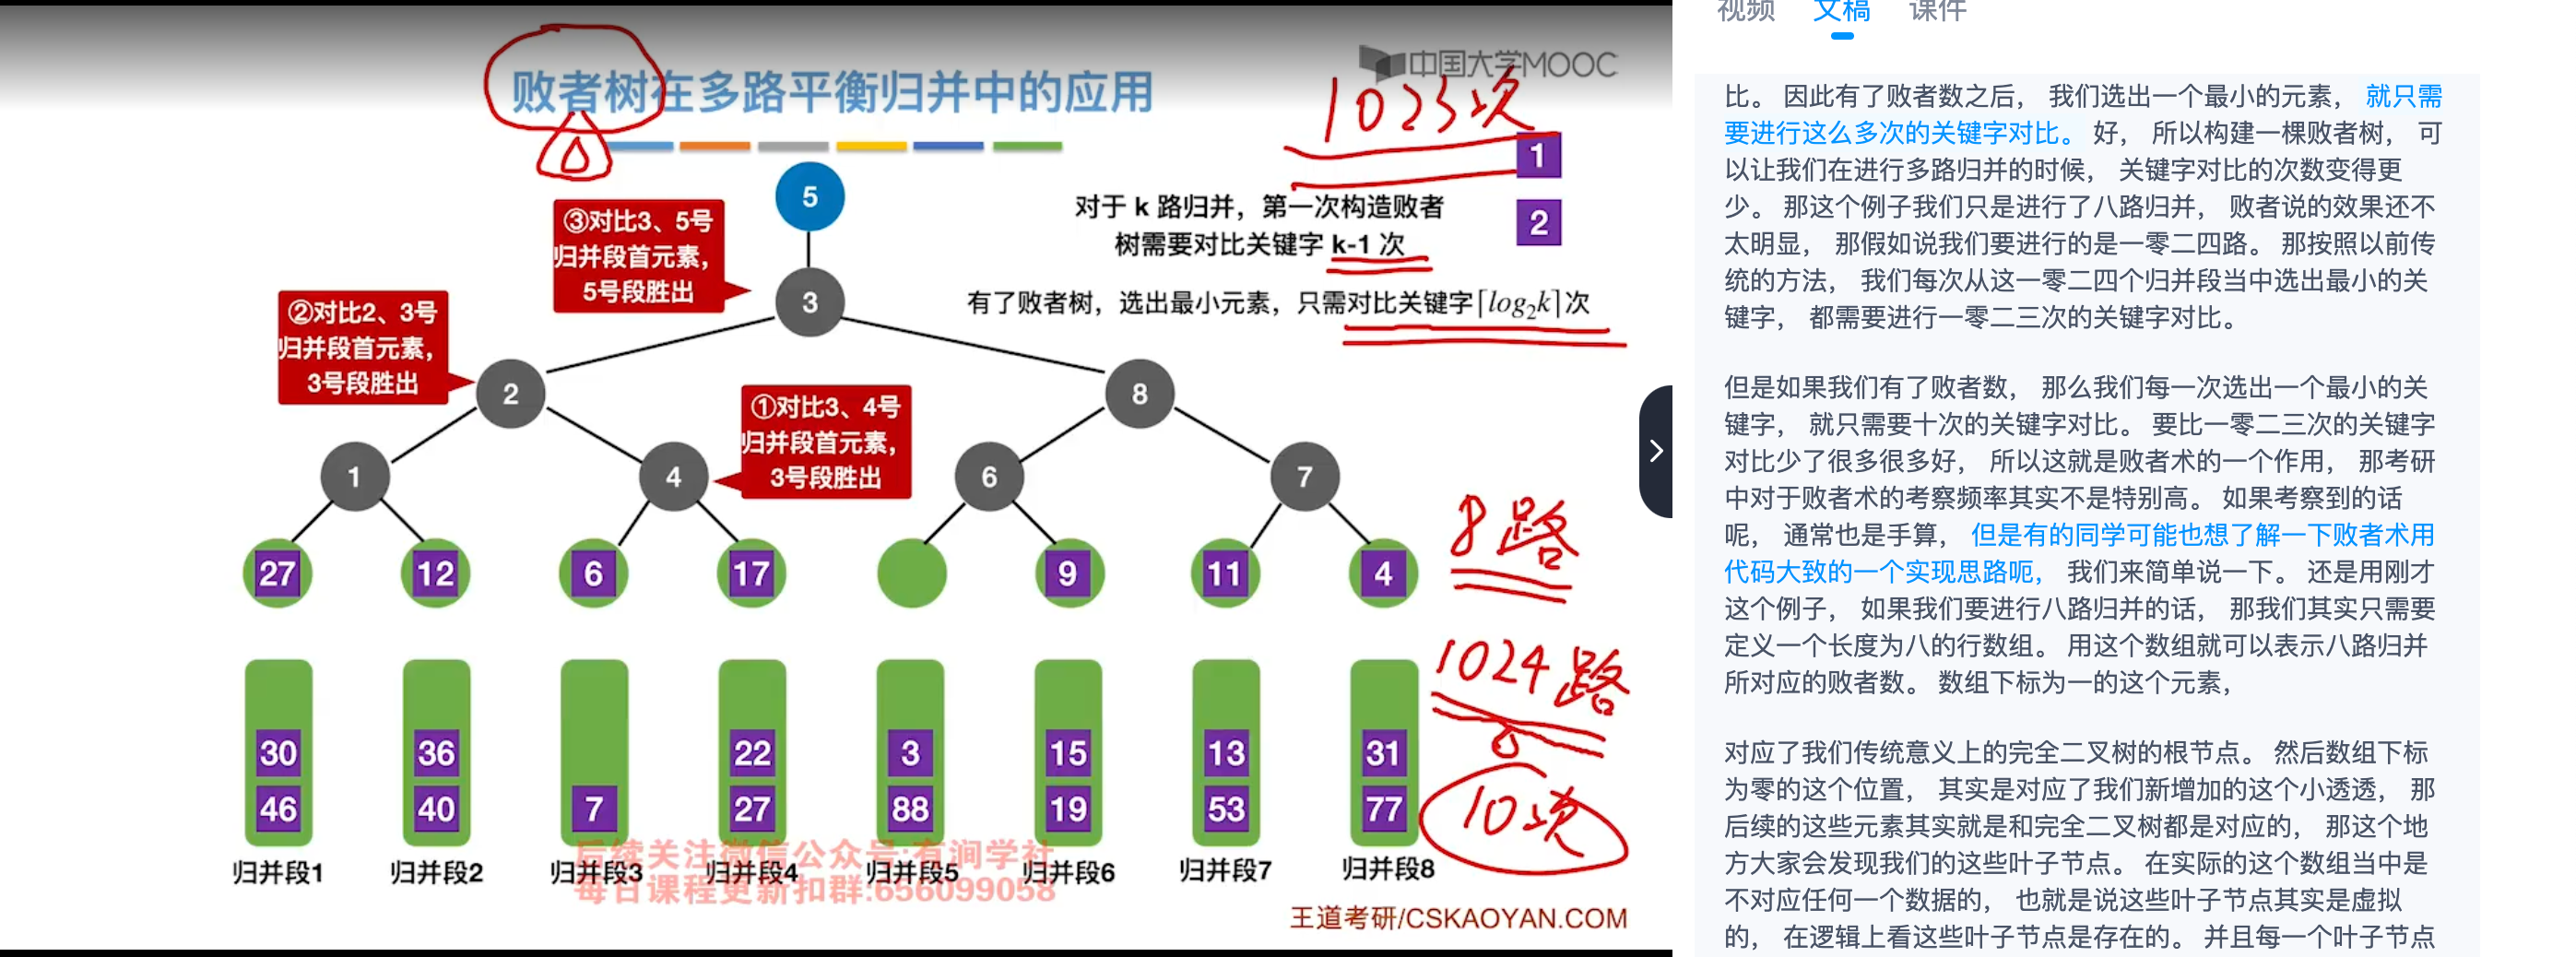 败者树在多路平衡归并中的应用
中国大学MOOC
1023次
1
2
5
对于 k 路归并，第一次构造败者
树需要对比关键字 k-1 次
有了败者树，选出最小元素，只需对比关键字⌈log₂k⌉次
③对比3、5号
归并段首元素，
5号段胜出
3
②对比2、3号
归并段首元素，
3号段胜出
2
8
①对比3、4号
归并段首元素，
3号段胜出
1
4
6
7
27 12 6 17 9 11 4
8路
1024路
10次
30 36 22 3 15 13 31
46 40 7 27 88 19 53 77
归并段1 归并段2 归并段3 归并段4 归并段5 归并段6 归并段7 归并段8
后续关注微信公众号:有涧学社
每日课程更新扣群:656099058
王道考研/CSKAOYAN.COM
视频 文稿 课件
比。 因此有了败者数之后， 我们选出一个最小的元素， 就只需
要进行这么多次的关键字对比。 好， 所以构建一棵败者树， 可
以让我们在进行多路归并的时候， 关键字对比的次数变得更
少。 那这个例子我们只是进行了八路归并， 败者说的效果还不
太明显， 那假如说我们要进行的是一零二四路。 那按照以前传
统的方法， 我们每次从这一零二四个归并段当中选出最小的关
键字， 都需要进行一零二三次的关键字对比。
但是如果我们有了败者数， 那么我们每一次选出一个最小的关
键字， 就只需要十次的关键字对比。 要比一零二三次的关键字
对比少了很多很多好， 所以这就是败者术的一个作用， 那考研
中对于败者术的考察频率其实不是特别高。 如果考察到的话
呢， 通常也是手算， 但是有的同学可能也想了解一下败者术用
代码大致的一个实现思路呃， 我们来简单说一下。 还是用刚才
这个例子， 如果我们要进行八路归并的话， 那我们其实只需要
定义一个长度为八的行数组。 用这个数组就可以表示八路归并
所对应的败者数。 数组下标为一的这个元素，
对应了我们传统意义上的完全二叉树的根节点。 然后数组下标
为零的这个位置， 其实是对应了我们新增加的这个小透透， 那
后续的这些元素其实就是和完全二叉树都是对应的， 那这个地
方大家会发现我们的这些叶子节点。 在实际的这个数组当中是
不对应任何一个数据的， 也就是说这些叶子节点其实是虚拟
的， 在逻辑上看这些叶子节点是存在的。 并且每一个叶子节点